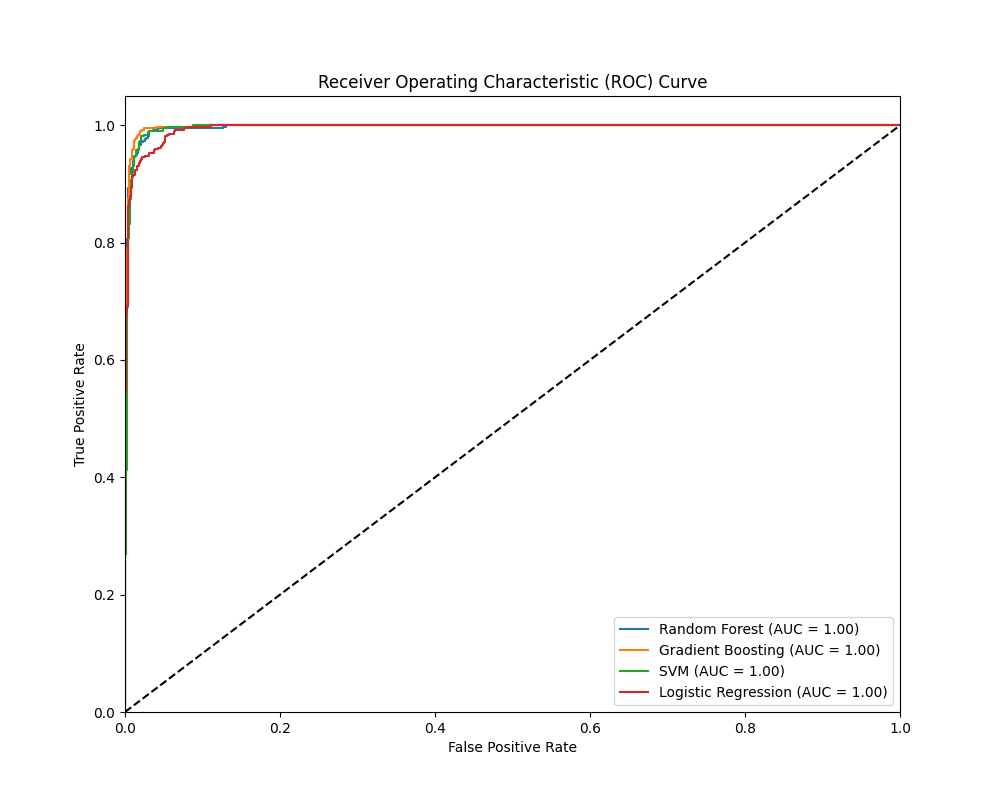 Receiver Operating Characteristic (ROC) Curve
True Positive Rate
1.0
0.8
0.6
0.4
0.2
0.0
Random Forest (AUC = 1.00)
Gradient Boosting (AUC = 1.00)
SVM (AUC = 1.00)
Logistic Regression (AUC = 1.00)
0.0 0.2 0.4 0.6 0.8 1.0
False Positive Rate